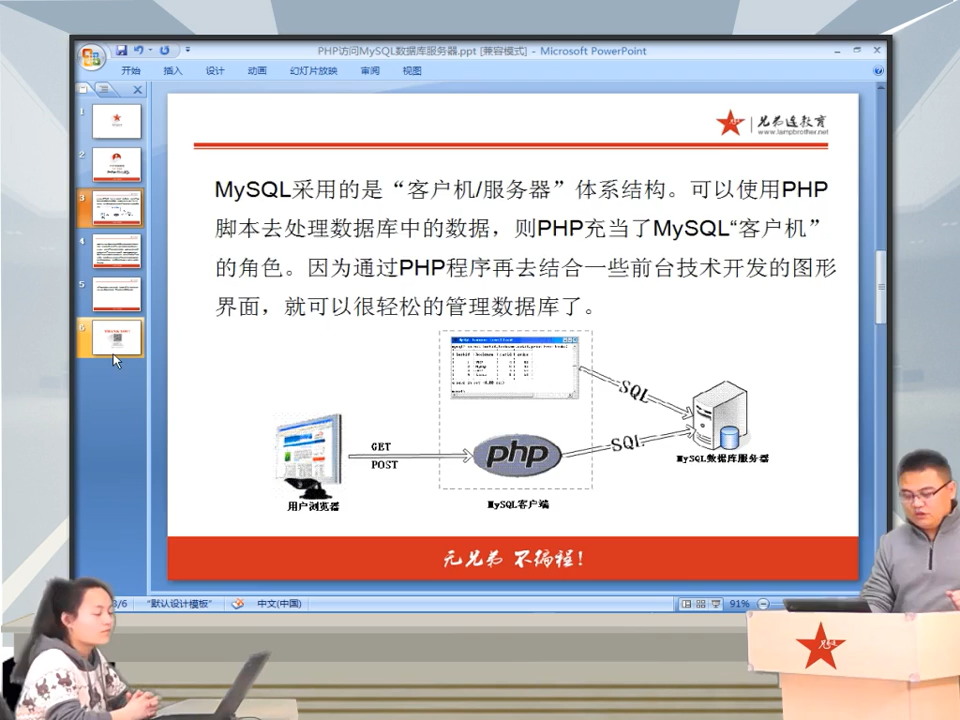 PHP访问MySQL数据库服务器.ppt [兼容模式] - Microsoft PowerPoint
开始 插入 设计 动画 幻灯片放映 审阅 视图
兄弟连教育
www.lampbrother.net
1
2
3
4
5
6
MySQL采用的是“客户机/服务器”体系结构。可以使用PHP
脚本去处理数据库中的数据，则PHP充当了MySQL“客户机”
的角色。因为通过PHP程序再去结合一些前台技术开发的图形
界面，就可以很轻松的管理数据库了。
SQL
GET
POST
php
SQL
MySQL数据库服务器
用户浏览器
MySQL客户端
无兄弟 不编程!
3/6 "默认设计模板" 中文(中国) 91%